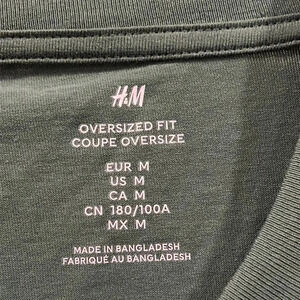 H&M
OVERSIZED FIT
COUPE OVERSIZE
EUR M
US M
CA M
CN 180/100A
MX M
MADE IN BANGLADESH
FABRIQUÉ AU BANGLADESH